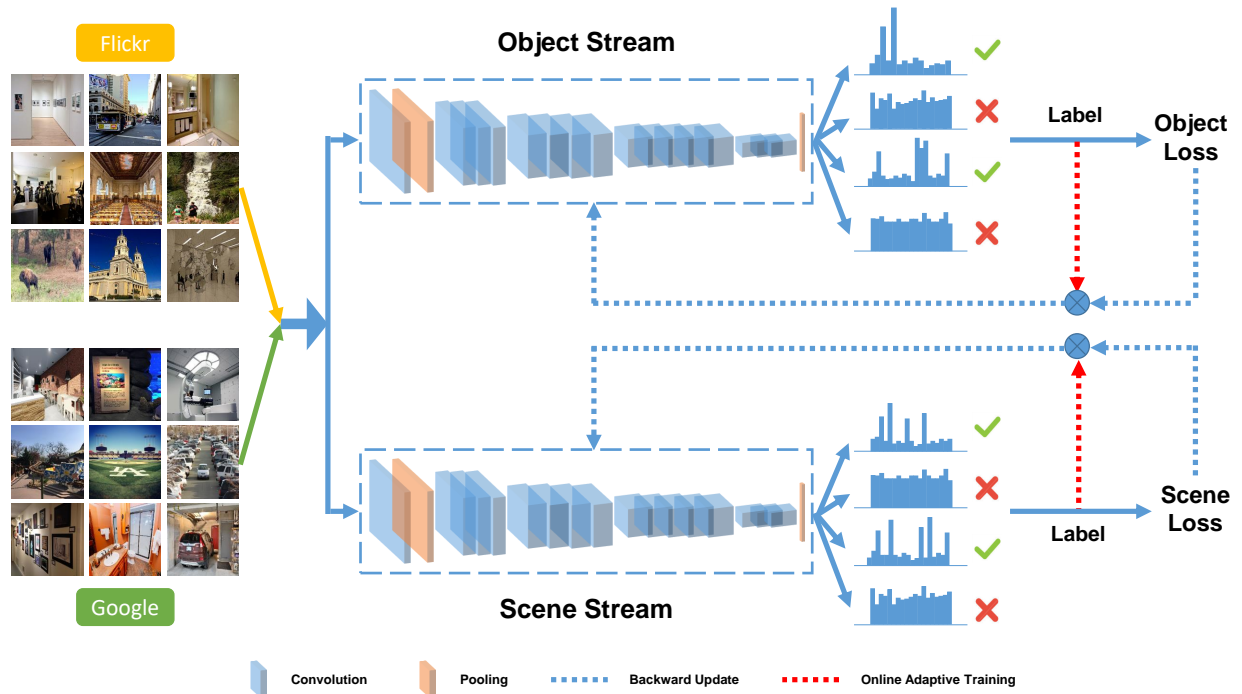 Flickr
Object Stream
Label
Object
Loss
Label
Scene
Loss
Google
Scene Stream
Convolution
Pooling
Backward Update
Online Adaptive Training